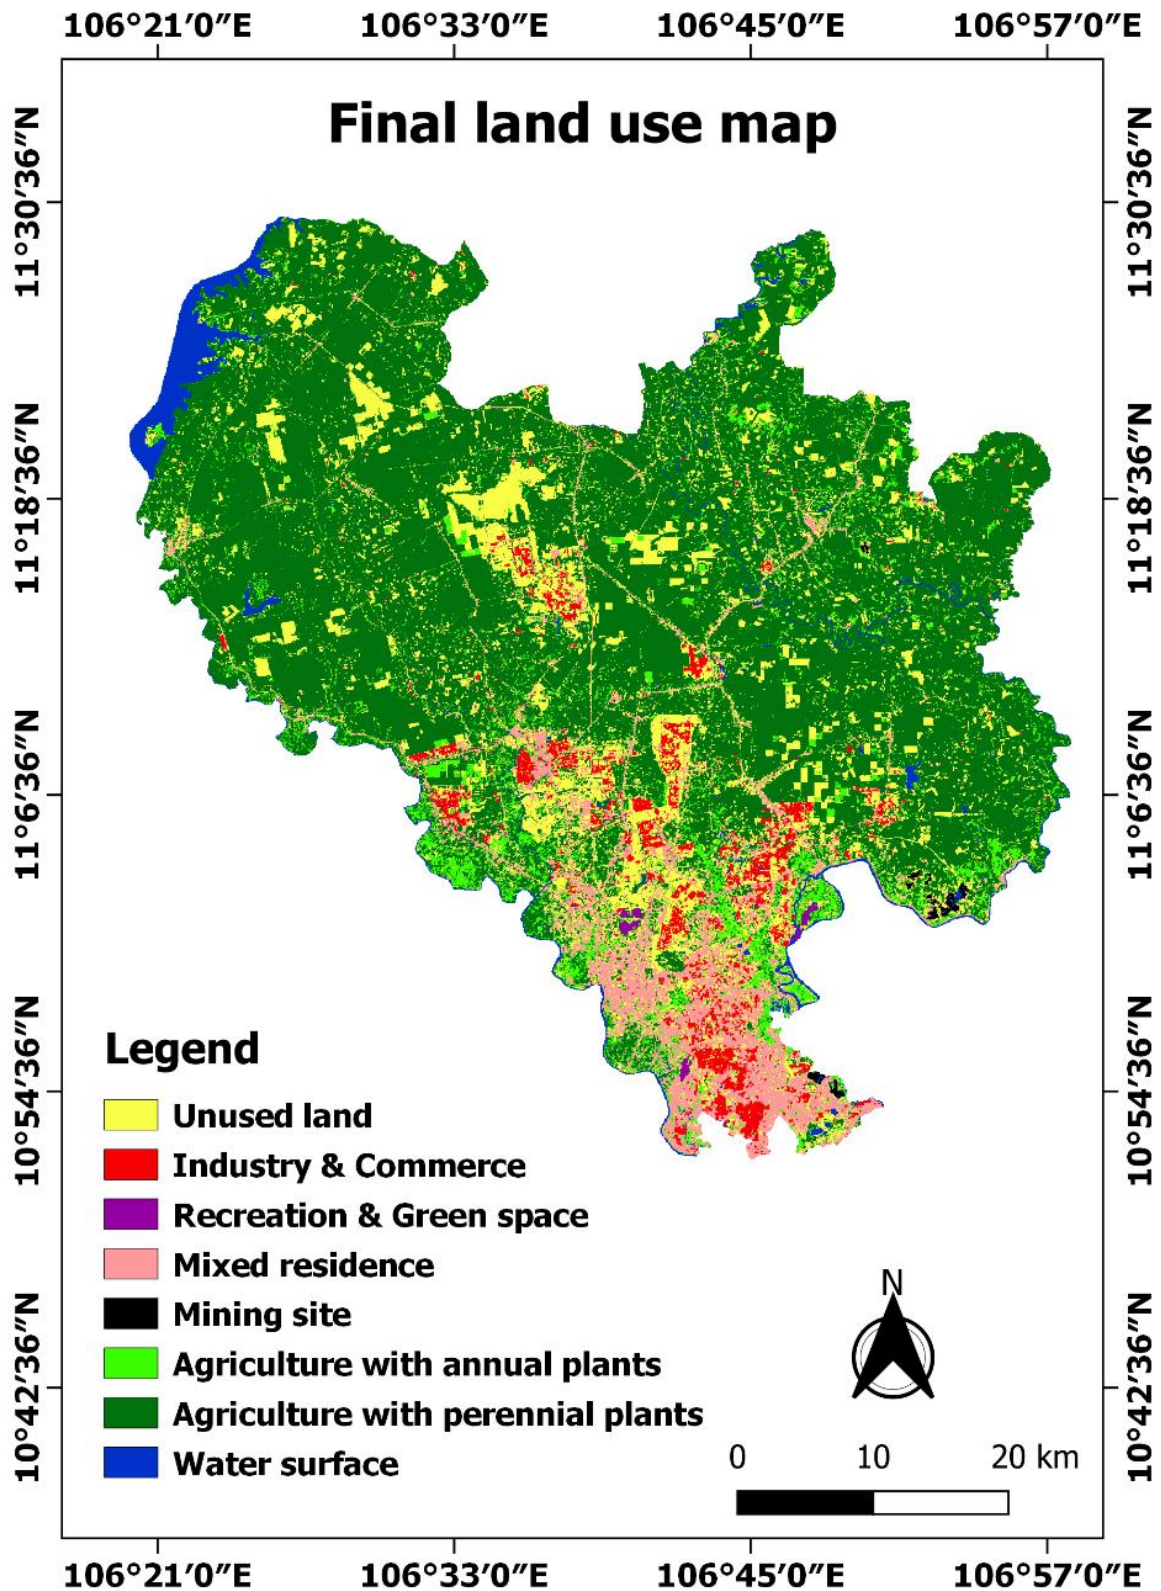 106°21′0″E 106°33′0″E 106°45′0″E 106°57′0″E
Final land use map
11°30′36″N 11°30′36″N
11°18′36″N 11°18′36″N
11°6′36″N 11°6′36″N
10°54′36″N 10°54′36″N
Legend
Unused land
Industry & Commerce
Recreation & Green space
Mixed residence
Mining site
Agriculture with annual plants
Agriculture with perennial plants
Water surface
N
10°42′36″N 10°42′36″N
0 10 20 km
106°21′0″E 106°33′0″E 106°45′0″E 106°57′0″E